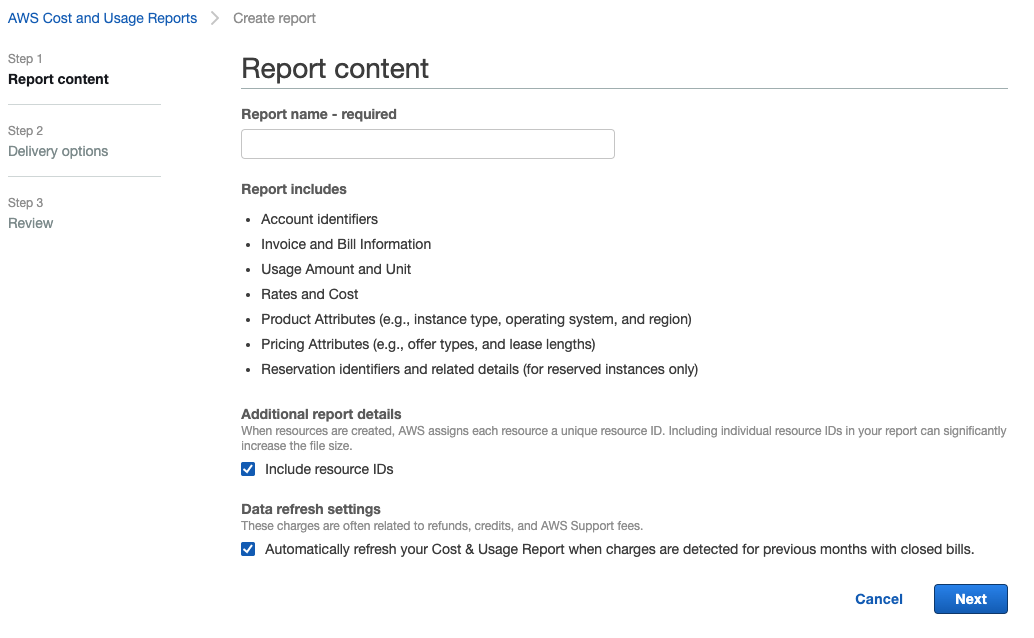 AWS Cost and Usage Reports > Create report
Step 1
Report content
Step 2
Delivery options
Step 3
Review
Report content
Report name - required
Report includes
• Account identifiers
• Invoice and Bill Information
• Usage Amount and Unit
• Rates and Cost
• Product Attributes (e.g., instance type, operating system, and region)
• Pricing Attributes (e.g., offer types, and lease lengths)
• Reservation identifiers and related details (for reserved instances only)
Additional report details
When resources are created, AWS assigns each resource a unique resource ID. Including individual resource IDs in your report can significantly
increase the file size.
Include resource IDs
Data refresh settings
These charges are often related to refunds, credits, and AWS Support fees.
Automatically refresh your Cost & Usage Report when charges are detected for previous months with closed bills.
Cancel Next